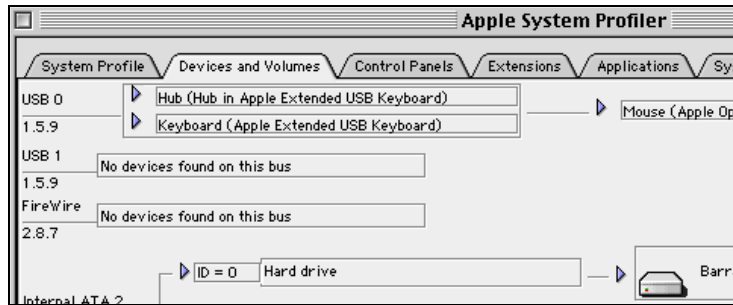 Apple System Profiler
System Profile Devices and Volumes Control Panels Extensions Applications Sy
USB 0
1.5.9
Hub (Hub in Apple Extended USB Keyboard)
Keyboard (Apple Extended USB Keyboard)
Mouse (Apple Op
USB 1
1.5.9
No devices found on this bus
FireWire
2.8.7
No devices found on this bus
ID = 0 Hard drive
Barr
Internal ATA 2